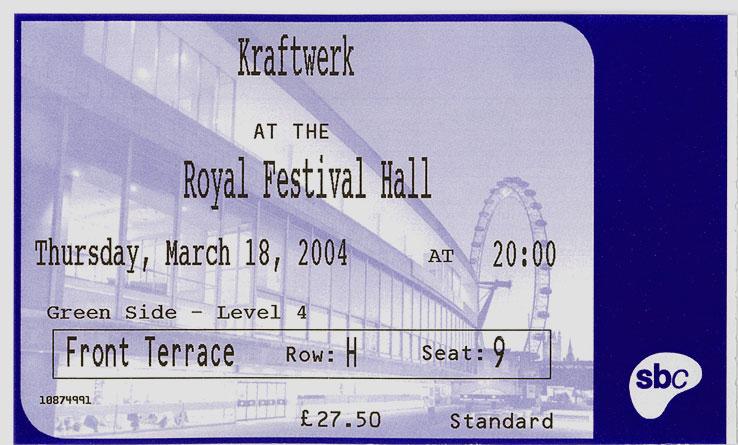 Kraftwerk
AT THE
Royal Festival Hall
Thursday, March 18, 2004 AT 20:00
Green Side - Level 4
Front Terrace Row: H Seat: 9
10874991
£27.50 Standard
sbc